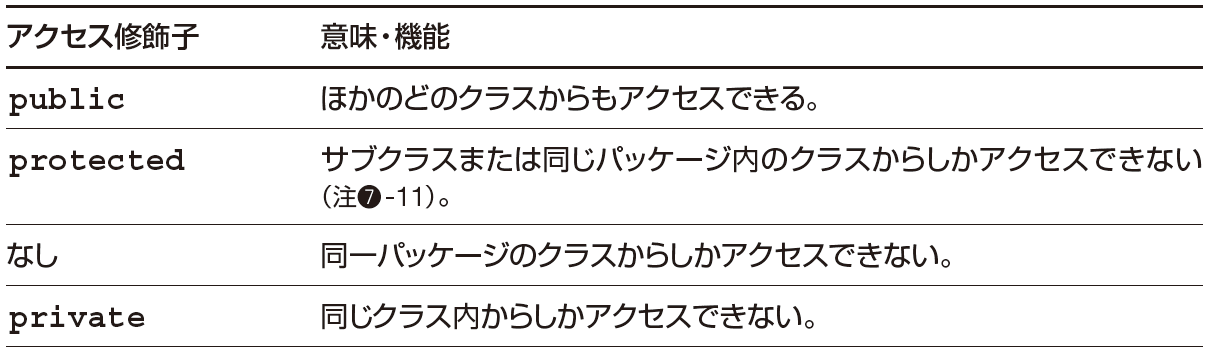 アクセス修飾子 意味・機能
public ほかのどのクラスからもアクセスできる。
protected サブクラスまたは同じパッケージ内のクラスからしかアクセスできない
(注❼-11)。
なし 同一パッケージのクラスからしかアクセスできない。
private 同じクラス内からしかアクセスできない。